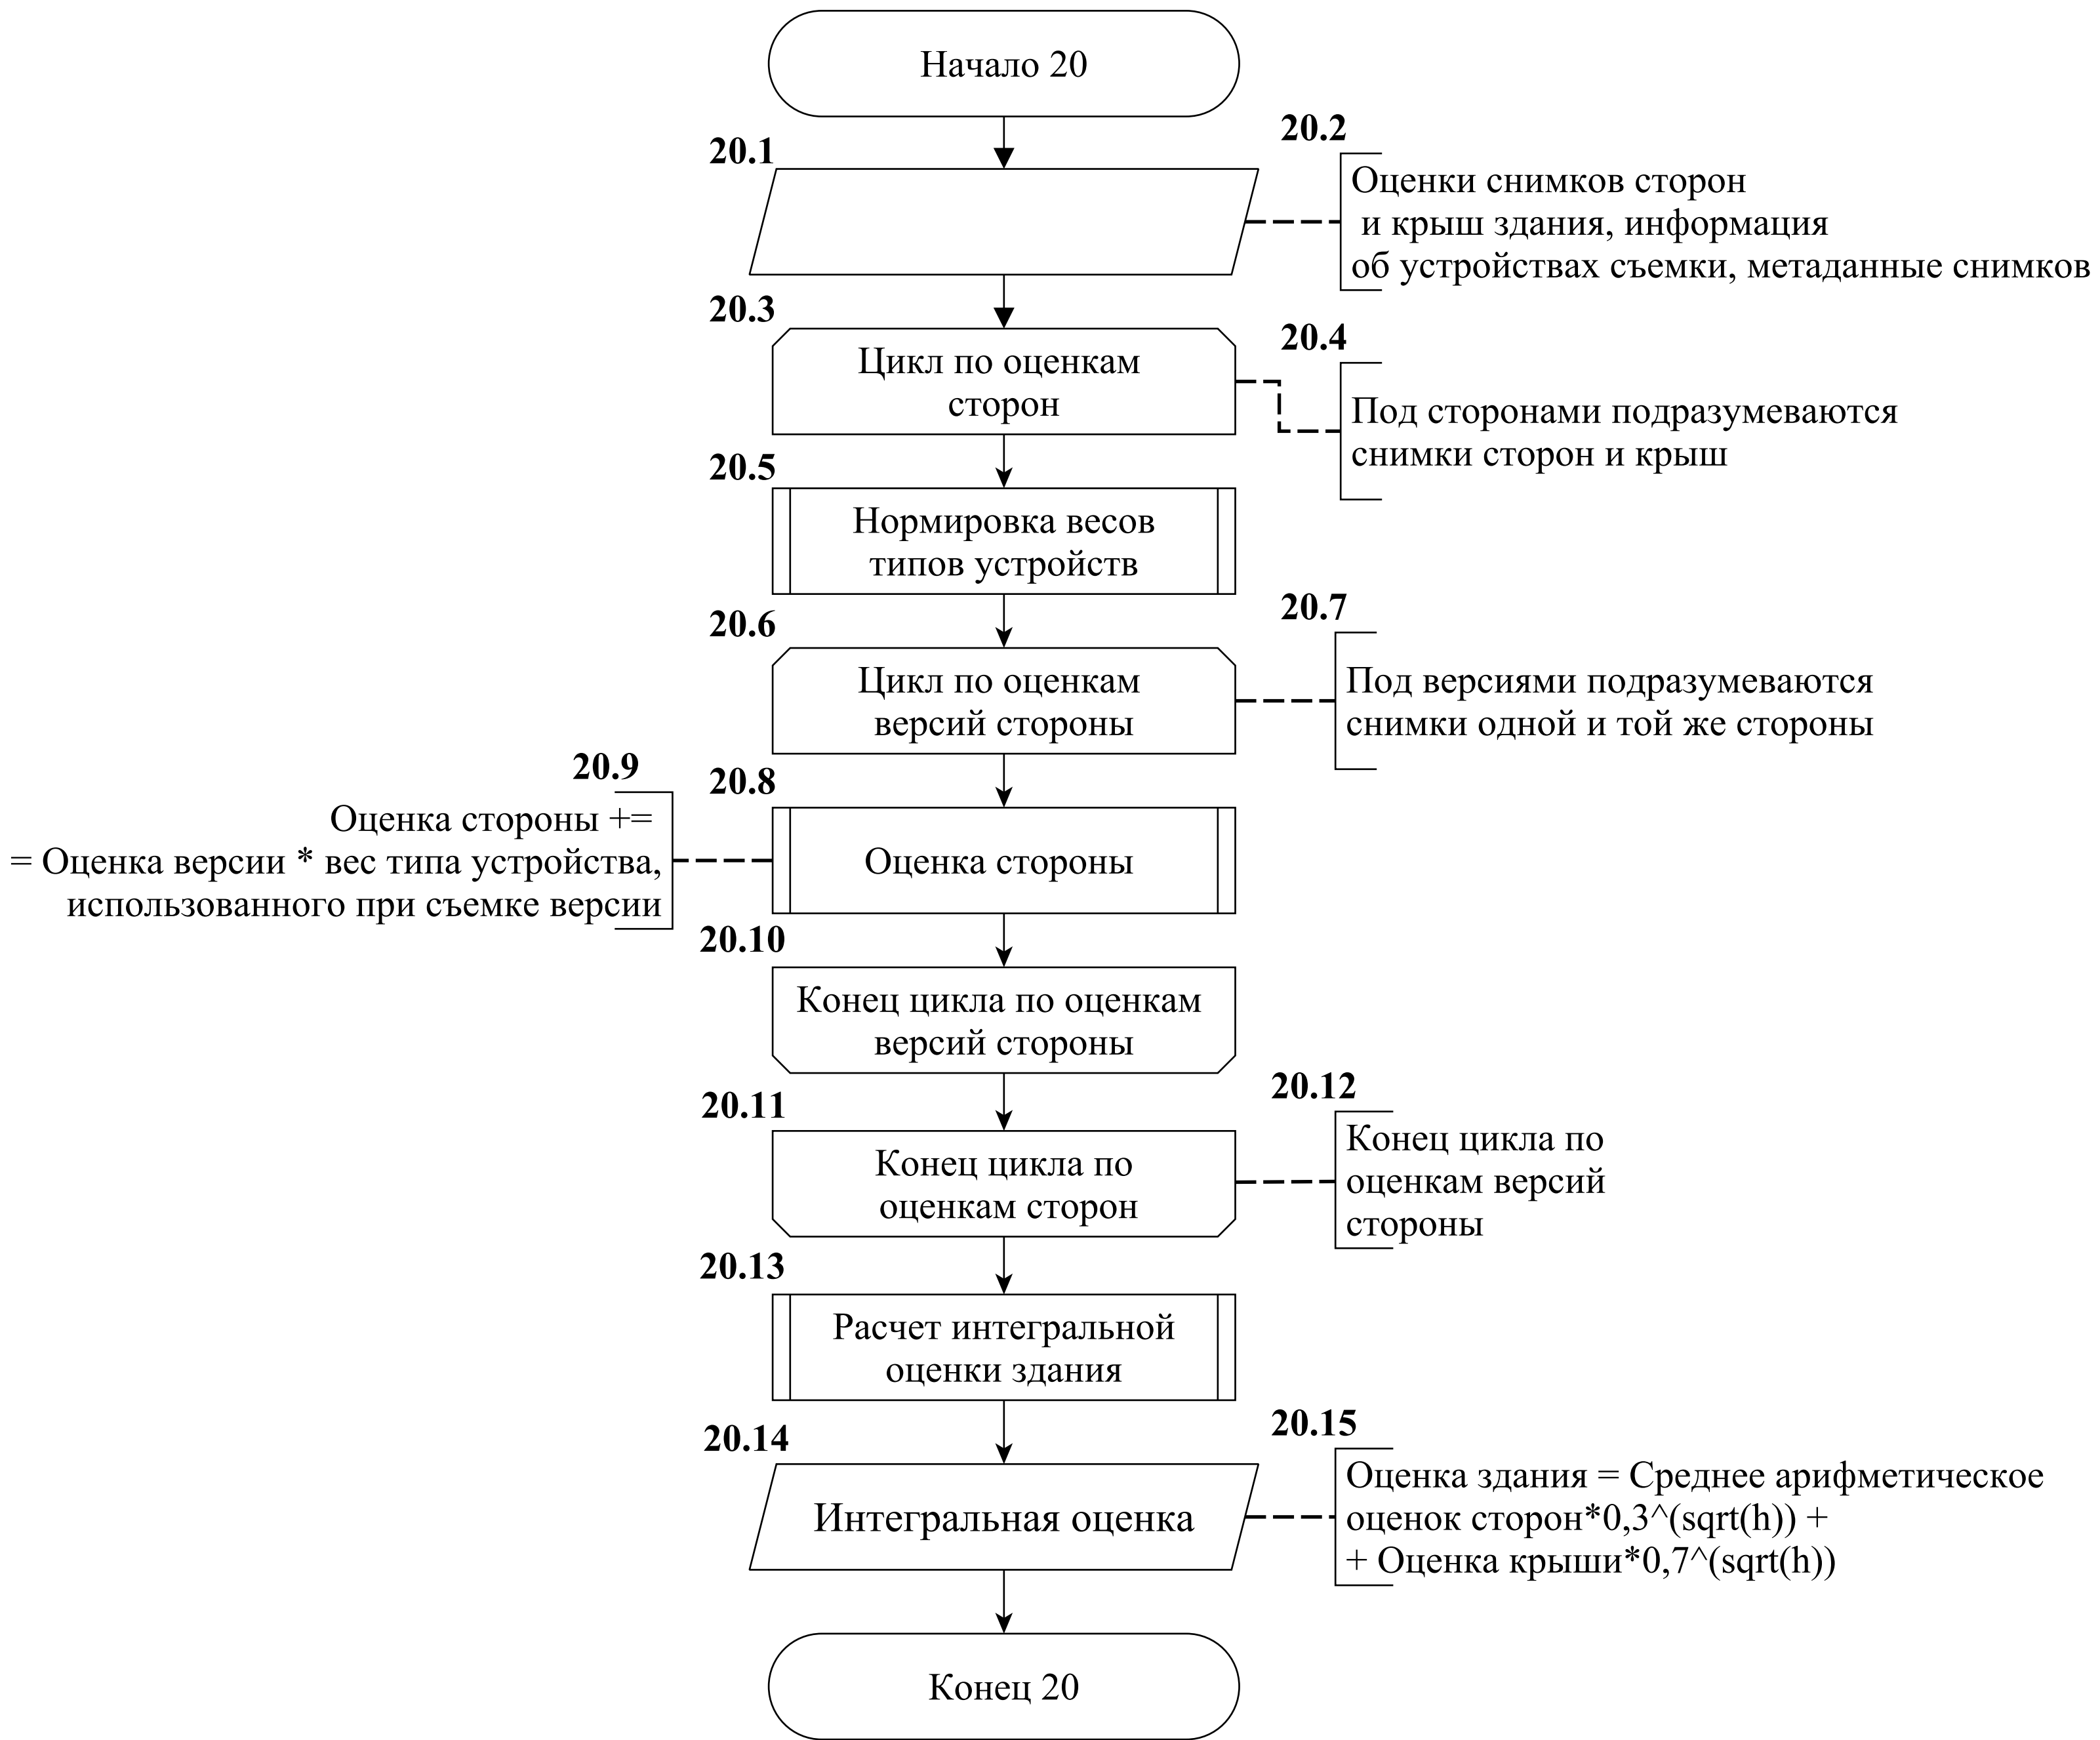 Начало 20
20.1
20.2
Оценки снимков сторон
и крыш здания, информация
об устройствах съемки, метаданные снимков
20.3
Цикл по оценкам
сторон
20.4
Под сторонами подразумеваются
снимки сторон и крыш
20.5
Нормировка весов
типов устройств
20.6
Цикл по оценкам
версий стороны
20.7
Под версиями подразумеваются
снимки одной и той же стороны
20.8
Оценка стороны
20.9
Оценка стороны +=
= Оценка версии * вес типа устройства,
использованного при съемке версии
20.10
Конец цикла по оценкам
версий стороны
20.11
Конец цикла по
оценкам сторон
20.12
Конец цикла по
оценкам версий
стороны
20.13
Расчет интегральной
оценки здания
20.14
Интегральная оценка
20.15
Оценка здания = Среднее арифметическое
оценок сторон*0,3^(sqrt(h)) +
+ Оценка крыши*0,7^(sqrt(h))
Конец 20